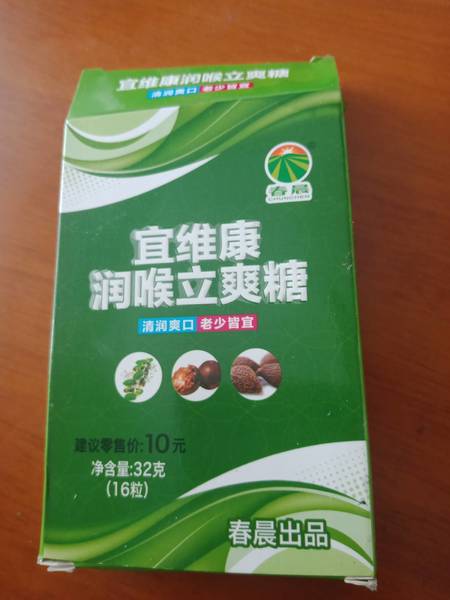 宜维康润喉立爽糖
清润爽口 老少皆宜
春晨
CHUNCHEN
宜维康
润喉立爽糖
清润爽口 老少皆宜
建议零售价:10元
净含量:32克
(16粒)
春晨出品